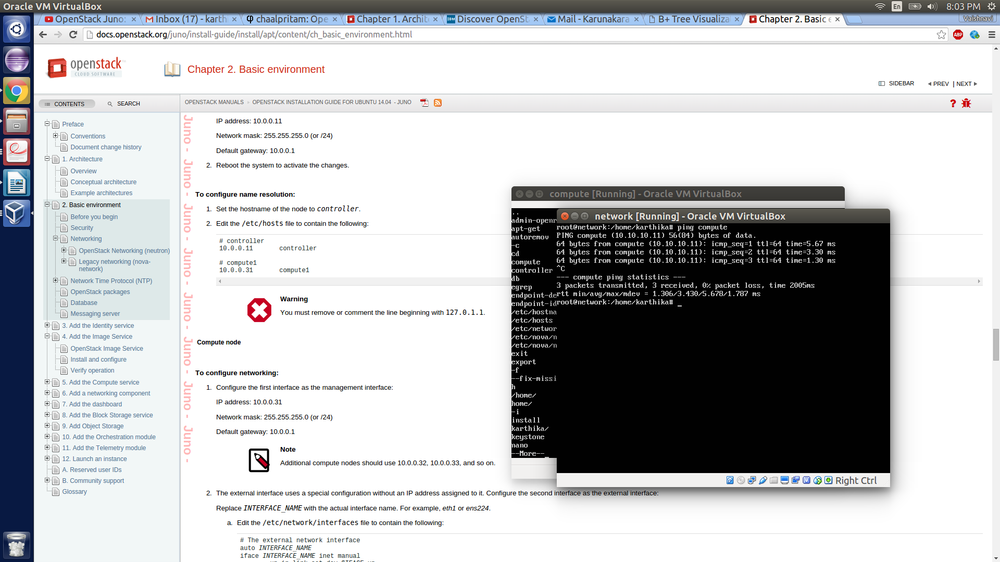 Oracle VM VirtualBox
En
8:03 PM
OpenStack Juno:
Inbox (17) - karth
chaalpritam: Ope
Chapter 1. Archit
IBM
Discover OpenSt
Mail - Karunakara
B+ Tree Visualiza
Chapter 2. Basic e
Vaishnavi
docs.openstack.org/juno/install-guide/install/apt/content/ch_basic_environment.html
ABP
openstack
CLOUD SOFTWARE
Chapter 2. Basic environment
SIDEBAR
PREV | NEXT
CONTENTS
SEARCH
OPENSTACK MANUALS
OPENSTACK INSTALLATION GUIDE FOR UBUNTU 14.04 - JUNO
Preface
Conventions
Document change history
1. Architecture
Overview
Conceptual architecture
Example architectures
2. Basic environment
Before you begin
Security
Networking
OpenStack Networking (neutron)
Legacy networking (nova-
network)
Network Time Protocol (NTP)
OpenStack packages
Database
Messaging server
3. Add the Identity service
4. Add the Image Service
OpenStack Image Service
Install and configure
Verify operation
5. Add the Compute service
6. Add a networking component
7. Add the dashboard
8. Add the Block Storage service
9. Add Object Storage
10. Add the Orchestration module
11. Add the Telemetry module
12. Launch an instance
A. Reserved user IDs
B. Community support
Glossary
Juno - Juno - Juno - Juno - Juno - Juno - Juno - Juno -
IP address: 10.0.0.11
Network mask: 255.255.255.0 (or /24)
Default gateway: 10.0.0.1
2. Reboot the system to activate the changes.
To configure name resolution:
1. Set the hostname of the node to controller.
2. Edit the /etc/hosts file to contain the following:
# controller
10.0.0.11 controller
# compute1
10.0.0.31 compute1
Warning
You must remove or comment the line beginning with 127.0.1.1.
Compute node
To configure networking:
1. Configure the first interface as the management interface:
IP address: 10.0.0.31
Network mask: 255.255.255.0 (or /24)
Default gateway: 10.0.0.1
Note
Additional compute nodes should use 10.0.0.32, 10.0.0.33, and so on.
2. The external interface uses a special configuration without an IP address assigned to it. Configure the second interface as the external interface:
Replace INTERFACE_NAME with the actual interface name. For example, eth1 or ens224.
a. Edit the /etc/network/interfaces file to contain the following:
# The external network interface
auto INTERFACE_NAME
iface INTERFACE_NAME inet manual
compute [Running] - Oracle VM VirtualBox
..
admin-openr
apt-get
autoremov
-c
cd
compute
controller
db
egrep
endpoint-de
endpoint-id
/etc/hostna
/etc/hosts
/etc/networ
/etc/nova/n
/etc/nova/n
exit
export
-f
--fix-missi
h
/home/
home/
-i
install
karthika/
keystone
nano
--More--_
network [Running] - Oracle VM VirtualBox
root@network:/home/karthika# ping compute
PING compute (10.10.10.11) 56(84) bytes of data.
64 bytes from compute (10.10.10.11): icmp_seq=1 ttl=64 time=5.67 ms
64 bytes from compute (10.10.10.11): icmp_seq=2 ttl=64 time=3.30 ms
64 bytes from compute (10.10.10.11): icmp_seq=3 ttl=64 time=1.30 ms
^C
--- compute ping statistics ---
3 packets transmitted, 3 received, 0% packet loss, time 2005ms
rtt min/avg/max/mdev = 1.306/3.430/5.678/1.787 ms
root@network:/home/karthika# _
Right Ctrl